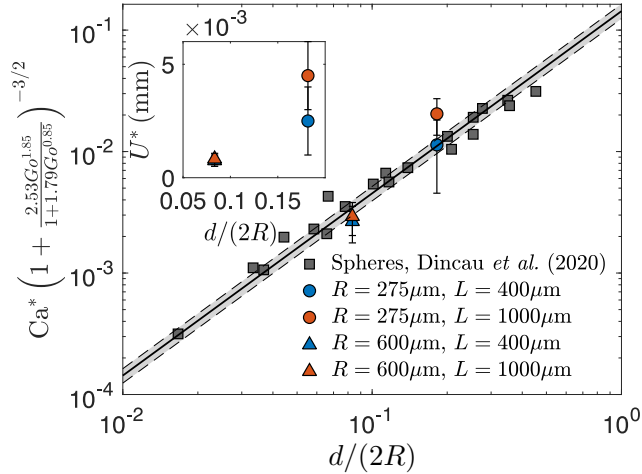 10^-1
10^-2
10^-3
10^-4
Ca* (1 + 2.53Go^1.85 / 1+1.79Go^0.85)^-3/2
× 10^-3
5
0
U* (mm)
0.05 0.1 0.15
d/(2R)
Spheres, Dincau et al. (2020)
R = 275μm, L = 400μm
R = 275μm, L = 1000μm
R = 600μm, L = 400μm
R = 600μm, L = 1000μm
10^-2 10^-1 10^0
d/(2R)